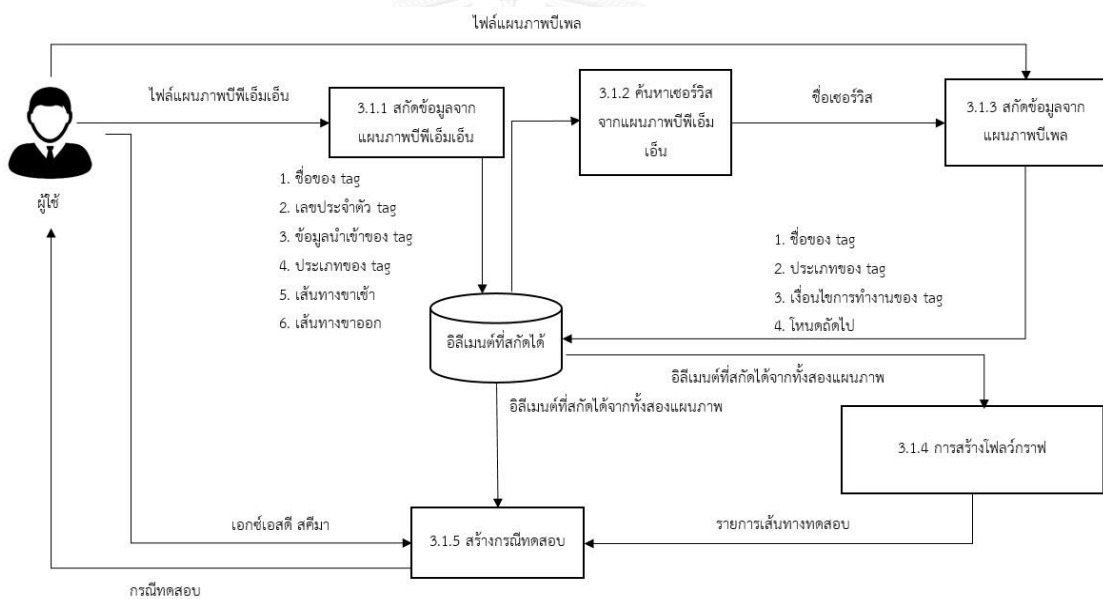 ไฟล์แผนภาพบีเพล
ไฟล์แผนภาพบีพีเอ็มเอ็น
3.1.1 สกัดข้อมูลจาก
แผนภาพบีพีเอ็มเอ็น
3.1.2 ค้นหาเซอร์วิส
จากแผนภาพบีพีเอ็ม
เอ็น
ชื่อเซอร์วิส
3.1.3 สกัดข้อมูลจาก
แผนภาพบีเพล
ผู้ใช้
1. ชื่อของ tag
2. เลขประจำตัว tag
3. ข้อมูลนำเข้าของ tag
4. ประเภทของ tag
5. เส้นทางขาเข้า
6. เส้นทางขาออก
1. ชื่อของ tag
2. ประเภทของ tag
3. เงื่อนไขการทำงานของ tag
4. โหนดถัดไป
อิลีเมนต์ที่สกัดได้
อิลีเมนต์ที่สกัดได้จากทั้งสองแผนภาพ
อิลีเมนต์ที่สกัดได้จากทั้งสองแผนภาพ
3.1.4 การสร้างโฟลว์กราฟ
เอกซ์เอสดี สคีมา
3.1.5 สร้างกรณีทดสอบ
รายการเส้นทางทดสอบ
กรณีทดสอบ